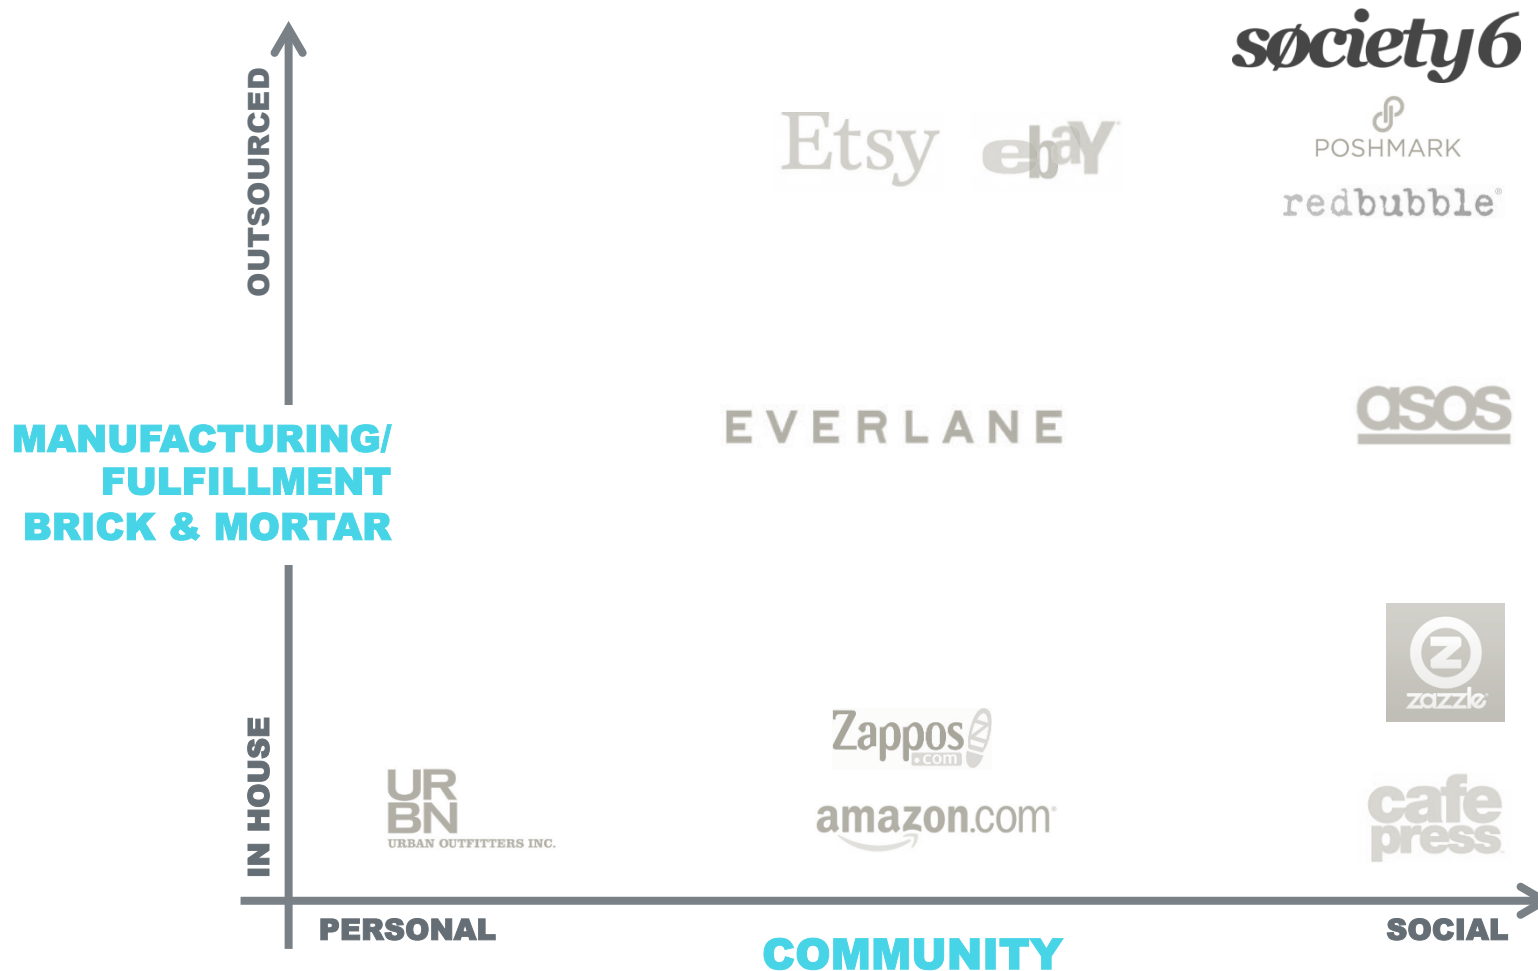 søciety6
OUTSOURCED
Etsy
ebaY
POSHMARK
redbubble®
MANUFACTURING/
FULFILLMENT
BRICK & MORTAR
EVERLANE
asos
IN HOUSE
Z
zazzle
Zappos
.com
UR
BN
URBAN OUTFITTERS INC.
amazon.com®
cafe
press
PERSONAL
SOCIAL
COMMUNITY